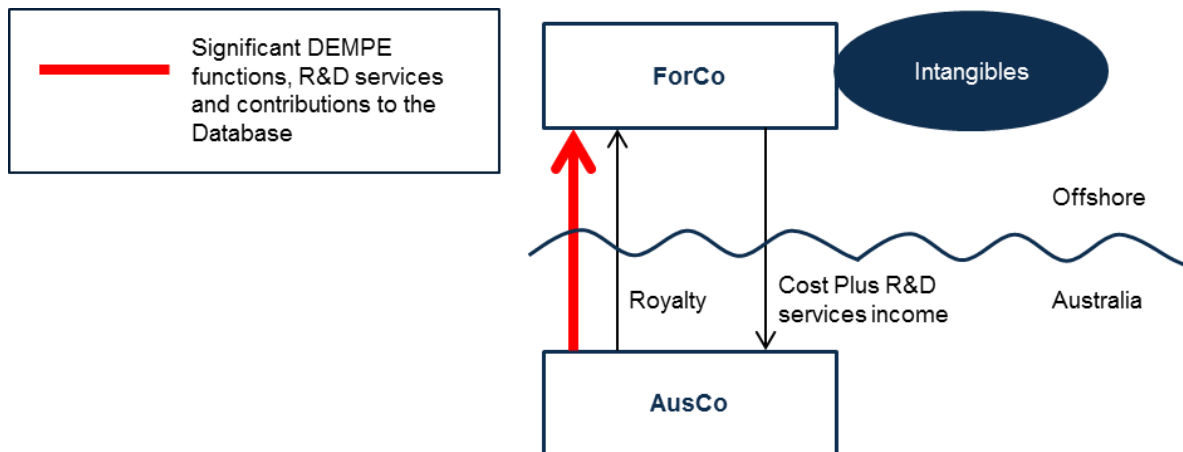 Significant DEMPE
functions, R&D services
and contributions to the
Database
ForCo
Intangibles
Offshore
Royalty
Cost Plus R&D
services income
Australia
AusCo